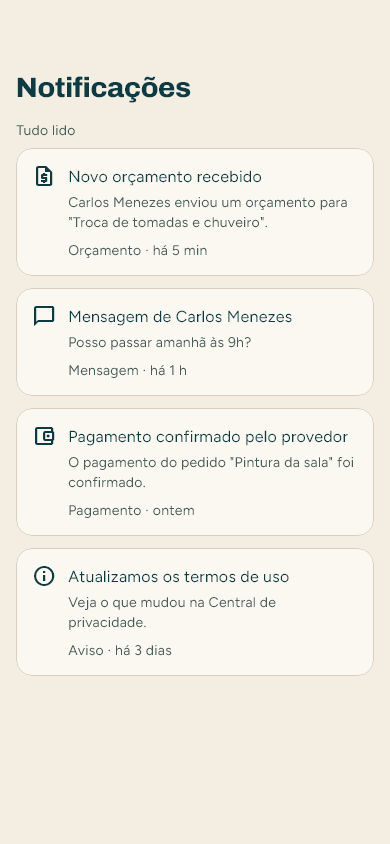 Notificações
Tudo lido
Novo orçamento recebido
Carlos Menezes enviou um orçamento para
"Troca de tomadas e chuveiro".
Orçamento · há 5 min
Mensagem de Carlos Menezes
Posso passar amanhã às 9h?
Mensagem · há 1 h
Pagamento confirmado pelo provedor
O pagamento do pedido "Pintura da sala" foi
confirmado.
Pagamento · ontem
Atualizamos os termos de uso
Veja o que mudou na Central de
privacidade.
Aviso · há 3 dias